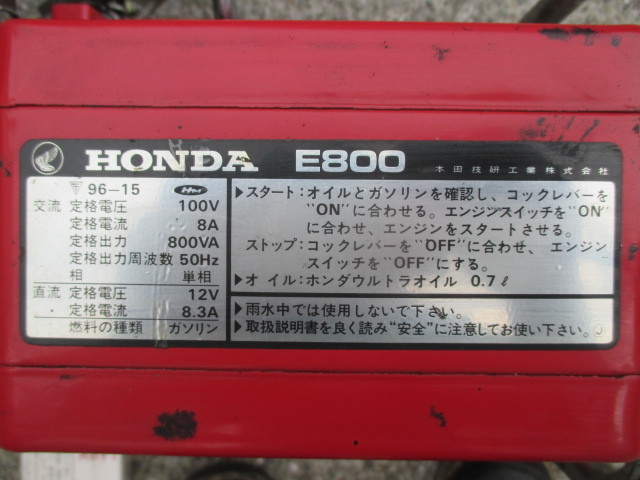 HONDA E800 本田技研工業株式会社
〒 96-15
交流 定格電圧 100V
定格電流 8A
定格出力 800VA
定格出力周波数 50Hz
相 単相
直流 定格電圧 12V
定格電流 8.3A
燃料の種類 ガソリン
▶スタート:オイルとガソリンを確認し、コックレバーを
"ON"に合わせる。エンジンスイッチを"ON"
に合わせ、エンジンをスタートさせる。
ストップ:コックレバーを"OFF"に合わせ、エンジン
スイッチを"OFF"にする。
▶オイル:ホンダウルトラオイル 0.7ℓ
▶雨水中では使用しないで下さい。
▶取扱説明書を良く読み"安全"に注意してお使い下さい。